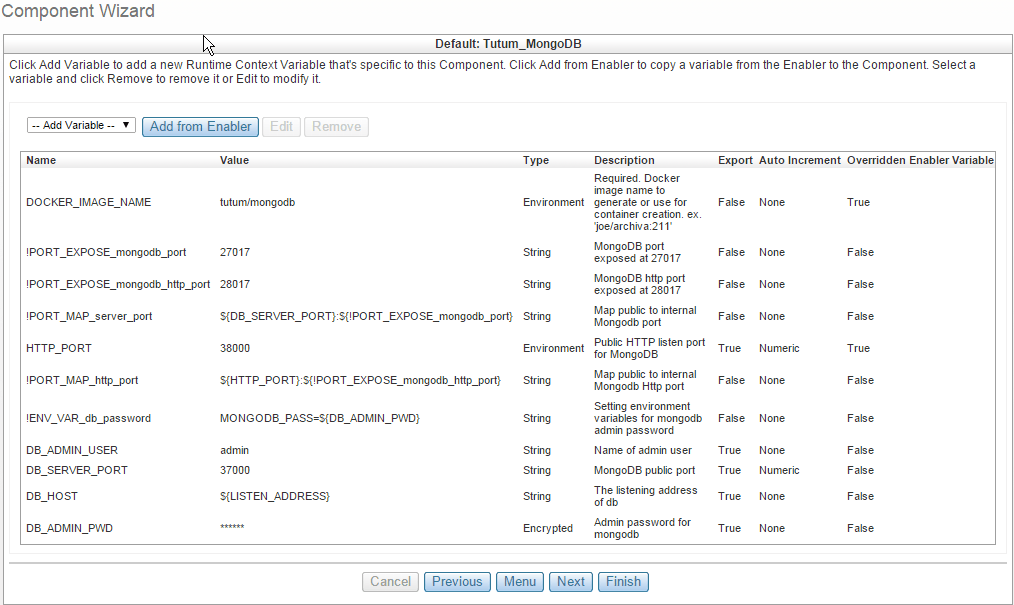 Component Wizard
Default: Tutum_MongoDB
Click Add Variable to add a new Runtime Context Variable that's specific to this Component. Click Add from Enabler to copy a variable from the Enabler to the Component. Select a
variable and click Remove to remove it or Edit to modify it.
-- Add Variable -- Add from Enabler Edit Remove
Name Value Type Description Export Auto Increment Overridden Enabler Variable
Required. Docker
image name to
DOCKER_IMAGE_NAME tutum/mongodb Environment generate or use for False None True
container creation. ex.
'joe/archiva:211'
!PORT_EXPOSE_mongodb_port 27017 String MongoDB port False None False
exposed at 27017
!PORT_EXPOSE_mongodb_http_port 28017 String MongoDB http port False None False
exposed at 28017
!PORT_MAP_server_port ${DB_SERVER_PORT}:${!PORT_EXPOSE_mongodb_port} String Map public to internal False None False
Mongodb port
HTTP_PORT 38000 Environment Public HTTP listen port True Numeric True
for MongoDB
!PORT_MAP_http_port ${HTTP_PORT}:${!PORT_EXPOSE_mongodb_http_port} String Map public to internal False None False
Mongodb Http port
Setting environment
!ENV_VAR_db_password MONGODB_PASS=${DB_ADMIN_PWD} String variables for mongodb False None False
admin password
DB_ADMIN_USER admin String Name of admin user True None False
DB_SERVER_PORT 37000 String MongoDB public port True Numeric False
DB_HOST ${LISTEN_ADDRESS} String The listening address True None False
of db
DB_ADMIN_PWD ****** Encrypted Admin password for True None False
mongodb
Cancel Previous Menu Next Finish